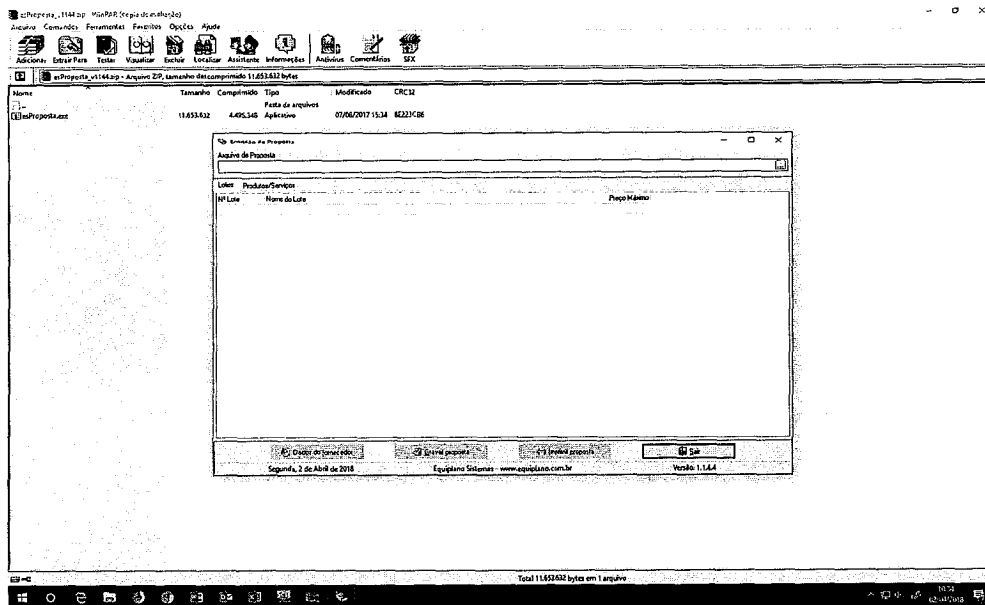 esProposta_v1144.zip - WinRAR (cópia de avaliação)
Arquivo Comandos Ferramentas Favoritos Opções Ajuda
Adicionar Extrair Para Testar Visualizar Excluir Localizar Assistente Informações Antivírus Comentários SFX
esProposta_v1144.zip - Arquivo ZIP, tamanho descomprimido 11.653.632 bytes
Nome Tamanho Comprimido Tipo Modificado CRC32
.. Pasta de arquivos
esProposta.exe 11.653.632 4.495.348 Aplicativo 07/06/2017 15:34
Emissão de Proposta
Arquivo de Proposta
Lotes Produtos/Serviços
Nº Lote Nome do Lote Preço Máximo
Dados do fornecedor Gravar proposta Imprimir proposta Sair
Segunda, 2 de Abril de 2018 Equiplano Sistemas - www.equiplano.com.br Versão: 1.1.4.4
Total 11.653.632 bytes em 1 arquivo
02/04/2018